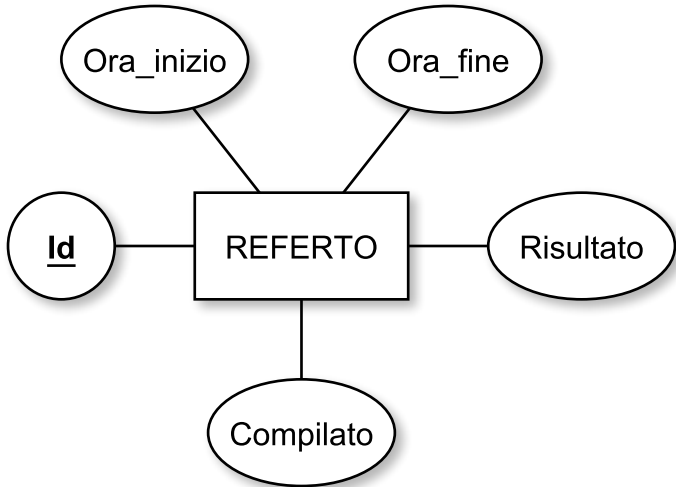 Ora_inizio
Ora_fine
Id
REFERTO
Risultato
Compilato